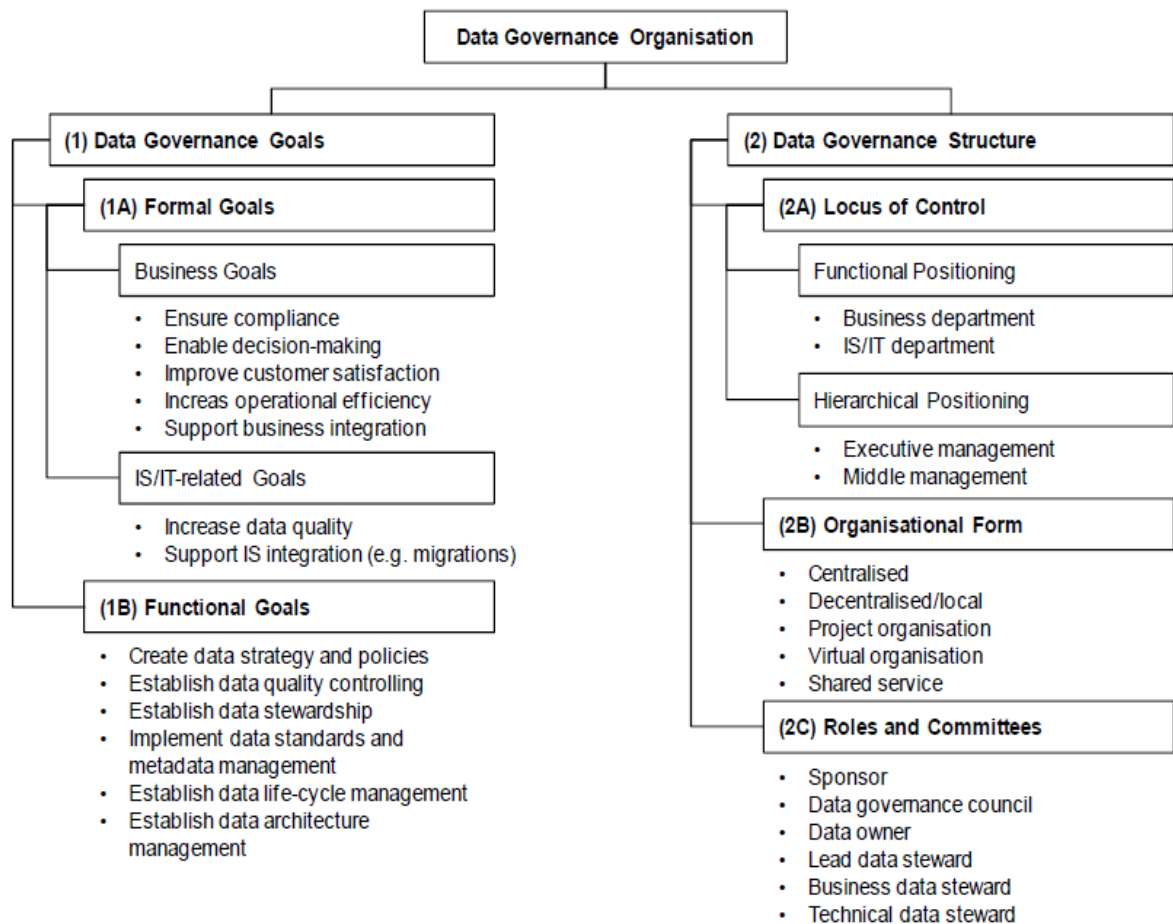 Data Governance Organisation
(1) Data Governance Goals
(1A) Formal Goals
Business Goals
• Ensure compliance
• Enable decision-making
• Improve customer satisfaction
• Increas operational efficiency
• Support business integration
IS/IT-related Goals
• Increase data quality
• Support IS integration (e.g. migrations)
(1B) Functional Goals
• Create data strategy and policies
• Establish data quality controlling
• Establish data stewardship
• Implement data standards and
metadata management
• Establish data life-cycle management
• Establish data architecture
management
(2) Data Governance Structure
(2A) Locus of Control
Functional Positioning
• Business department
• IS/IT department
Hierarchical Positioning
• Executive management
• Middle management
(2B) Organisational Form
• Centralised
• Decentralised/local
• Project organisation
• Virtual organisation
• Shared service
(2C) Roles and Committees
• Sponsor
• Data governance council
• Data owner
• Lead data steward
• Business data steward
• Technical data steward